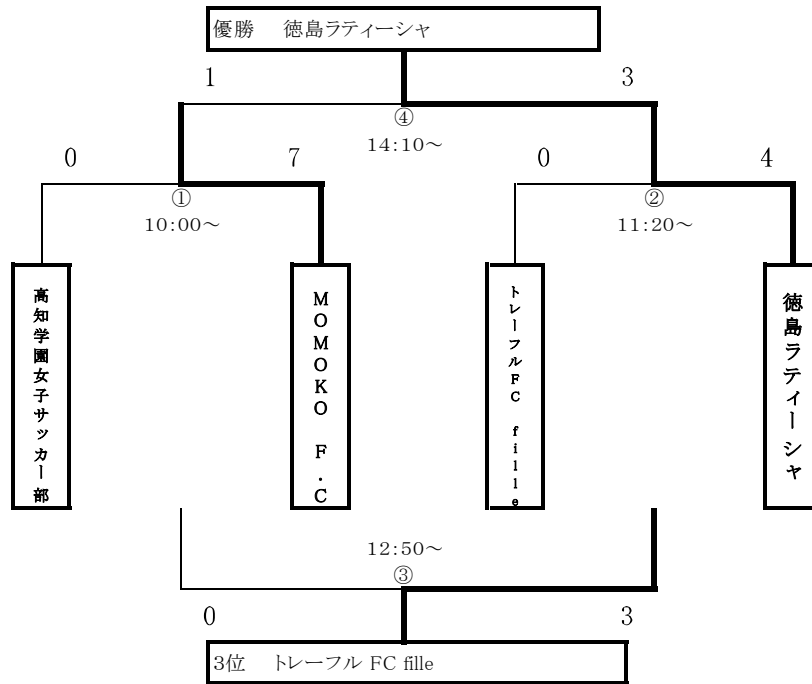 優勝 徳島ラティーシャ
1 3
④
14:10～
0 7 0 4
① ②
10:00～ 11:20～
高知学園女子サッカー部
MOMOKO F.C
トレーフルFC fille
徳島ラティーシャ
12:50～
③
0 3
3位 トレーフル FC fille